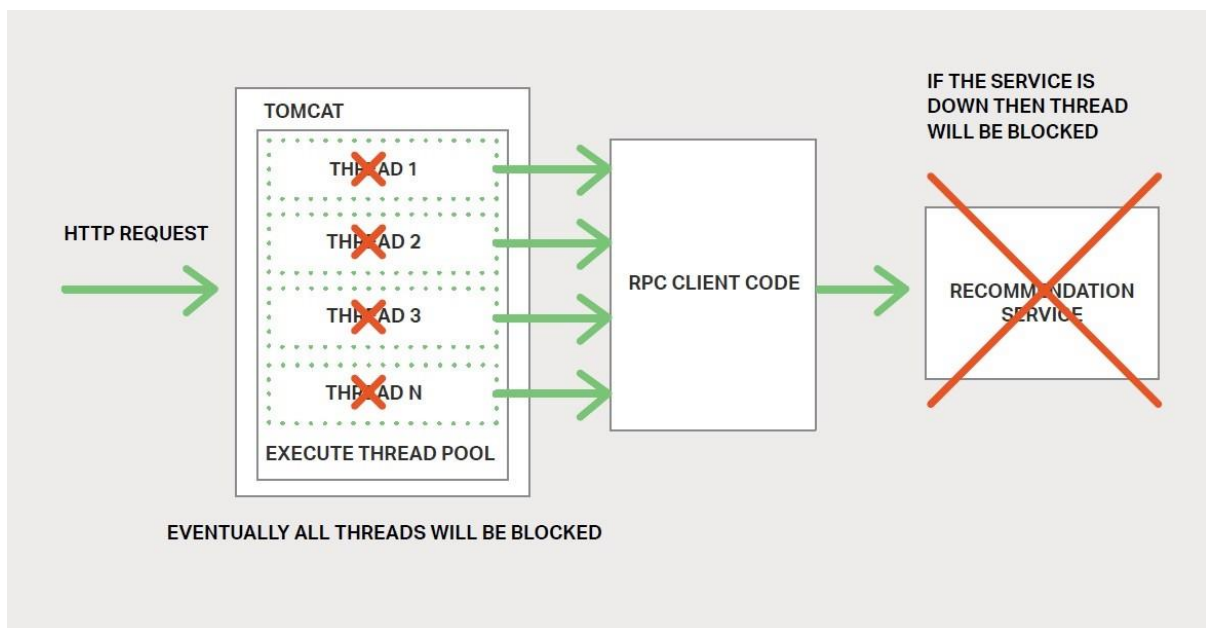 HTTP REQUEST
TOMCAT
THREAD 1
THREAD 2
THREAD 3
THREAD N
EXECUTE THREAD POOL
EVENTUALLY ALL THREADS WILL BE BLOCKED
RPC CLIENT CODE
IF THE SERVICE IS
DOWN THEN THREAD
WILL BE BLOCKED
RECOMMENDATION
SERVICE